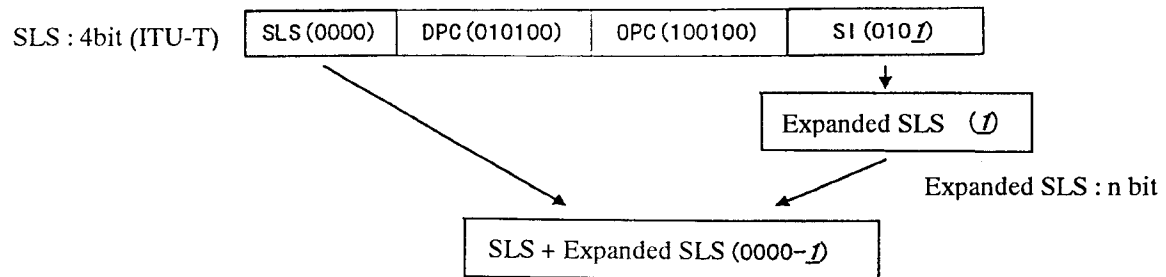 SLS : 4bit (ITU-T) SLS(0000) DPC(010100) OPC(100100) SI(0101)
Expanded SLS (1)
Expanded SLS : n bit
SLS + Expanded SLS (0000-1)